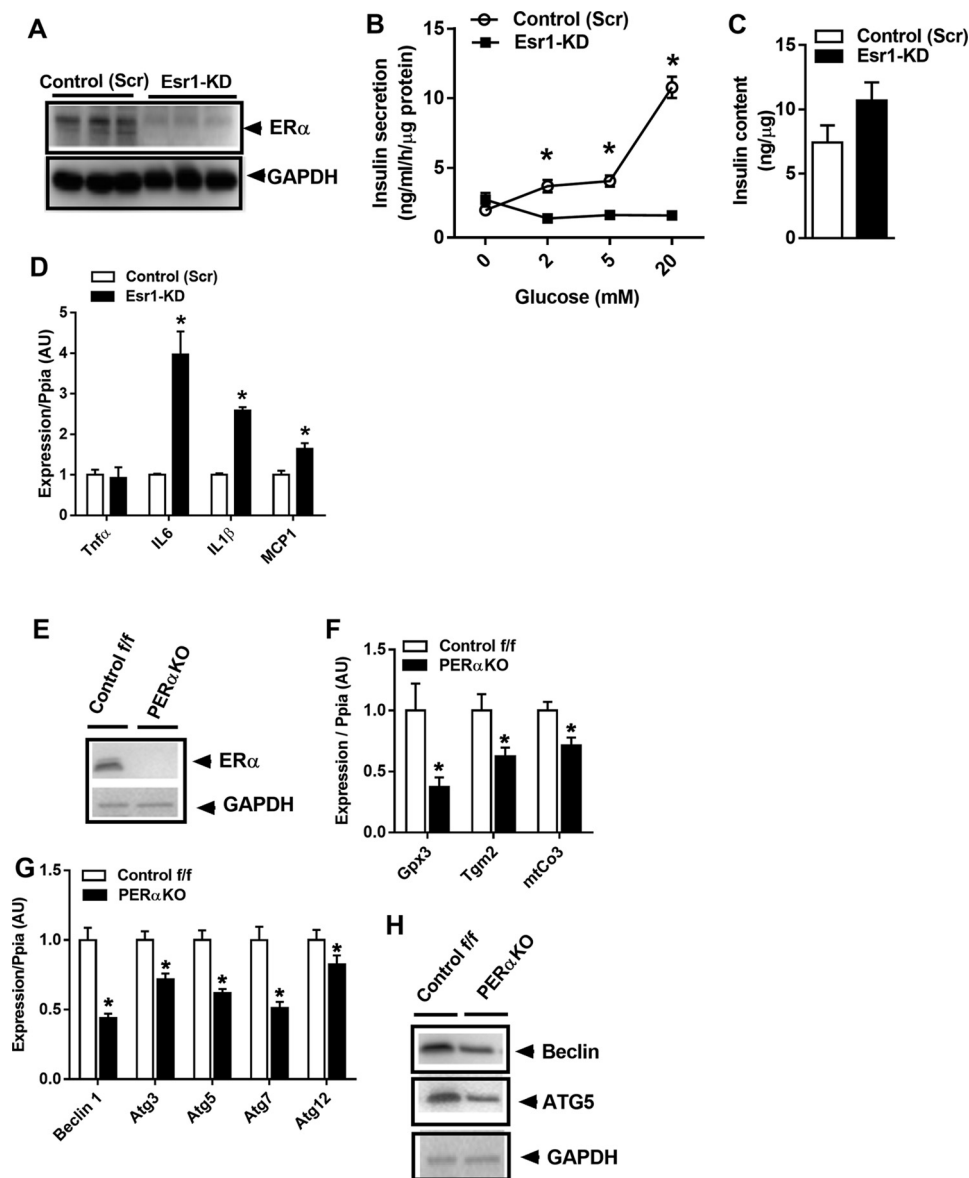 A
Control (Scr) Esr1-KD
ERα
GAPDH
B
Control (Scr)
Esr1-KD
Insulin secretion
(ng/ml/h/µg protein)
15
10
5
0
*
*
*
0
2
5
20
Glucose (mM)
C
Control (Scr)
Esr1-KD
Insulin content
(ng/µg)
15
10
5
0
D
Control (Scr)
Esr1-KD
Expression/Ppia (AU)
5
4
3
2
1
0
*
*
*
Tnfα
IL6
IL1β
MCP1
E
Control f/f
PERαKO
ERα
GAPDH
F
Control f/f
PERαKO
Expression / Ppia (AU)
1.5
1.0
0.5
0.0
*
*
*
Gpx3
Tgm2
mtCo3
G
Control f/f
PERαKO
Expression/Ppia (AU)
1.5
1.0
0.5
0.0
*
*
*
*
*
Beclin 1
Atg3
Atg5
Atg7
Atg12
H
Control f/f
PERαKO
Beclin
ATG5
GAPDH